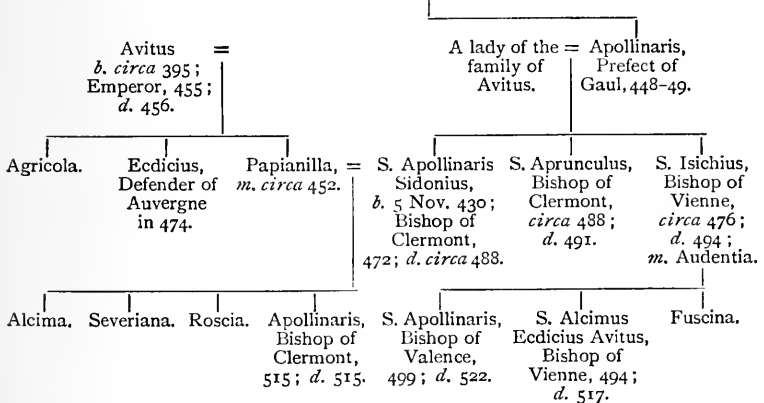 Avitus =
b. circa 395;
Emperor, 455;
d. 456.
A lady of the = Apollinaris,
family of
Avitus.
Prefect of
Gaul, 448–49.
Agricola.
Ecdicius,
Defender of
Auvergne
in 474.
Papianilla, =
m. circa 452.
S. Apollinaris
Sidonius,
b. 5 Nov. 430;
Bishop of
Clermont,
472; d. circa 488.
S. Aprunculus,
Bishop of
Clermont,
circa 488;
d. 491.
S. Isichius,
Bishop of
Vienne,
circa 476;
d. 494;
m. Audentia.
Alcima.
Severiana.
Roscia.
Apollinaris,
Bishop of
Clermont,
515; d. 515.
S. Apollinaris,
Bishop of
Valence,
499; d. 522.
S. Alcimus
Ecdicius Avitus,
Bishop of
Vienne, 494;
d. 517.
Fuscina.